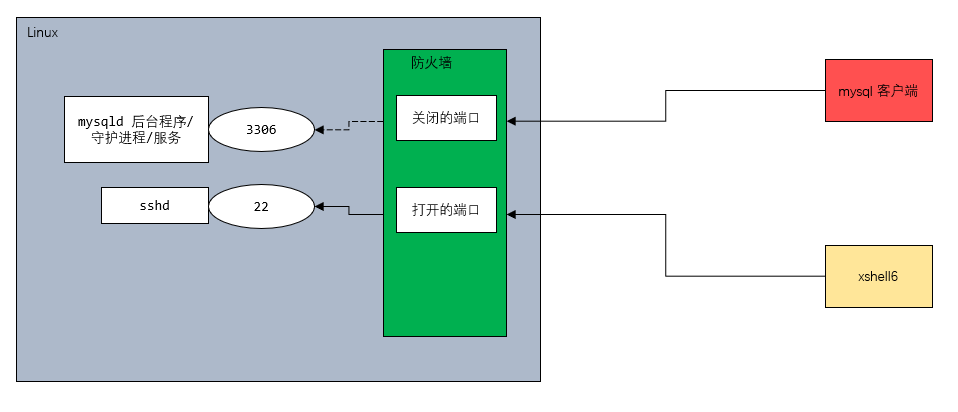 Linux
防火墙
mysql 客户端
关闭的端口
mysqld 后台程序/
守护进程/服务
3306
sshd
22
打开的端口
xshell6